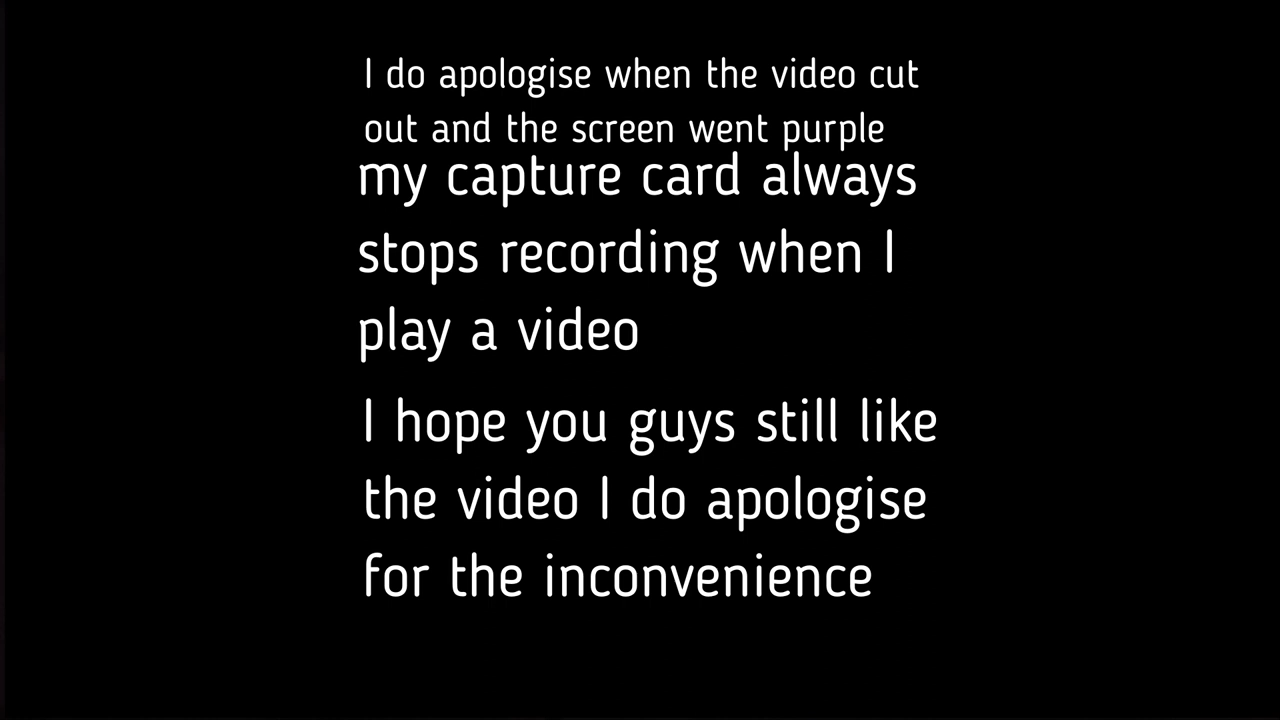 I do apologise when the video cut
out and the screen went purple
my capture card always
stops recording when I
play a video
I hope you guys still like
the video I do apologise
for the inconvenience